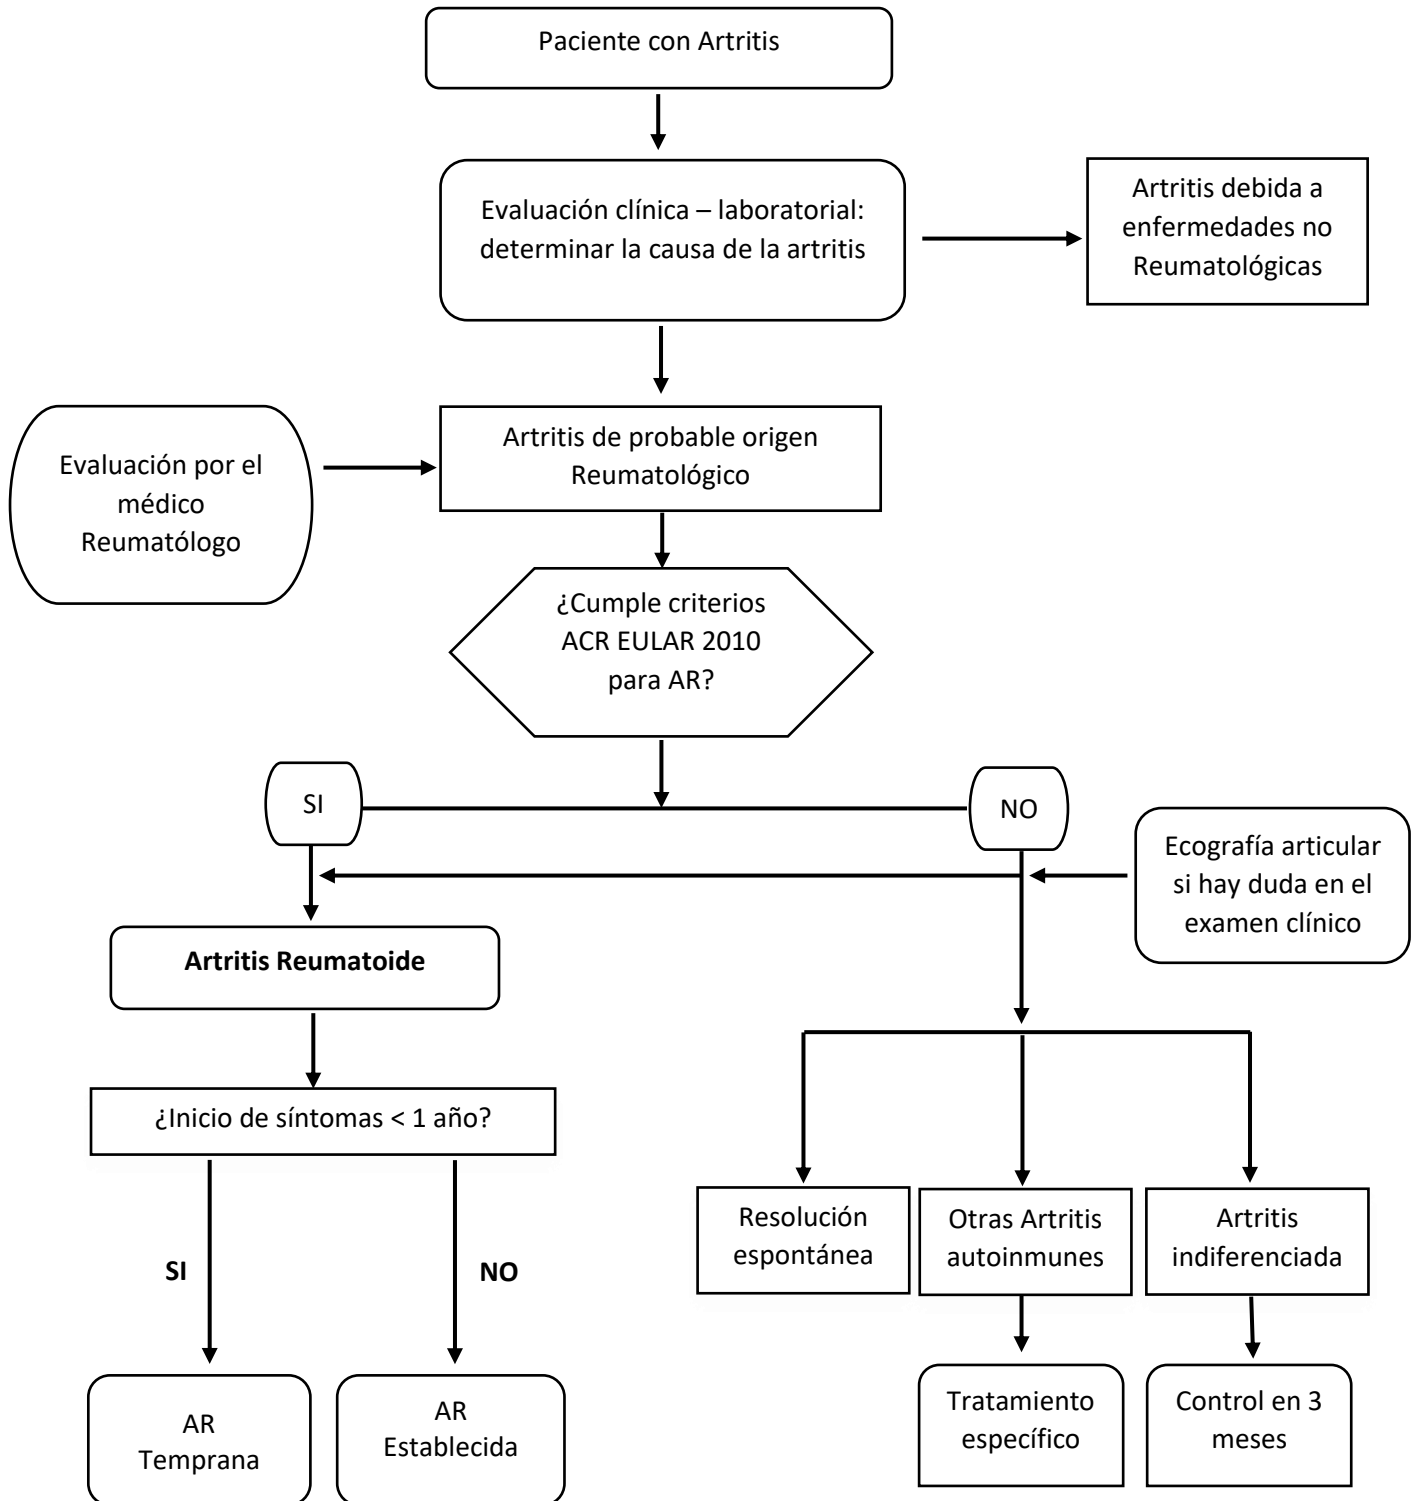 Paciente con Artritis
Evaluación clínica – laboratorial:
determinar la causa de la artritis
Artritis debida a
enfermedades no
Reumatológicas
Evaluación por el
médico
Reumatólogo
Artritis de probable origen
Reumatológico
¿Cumple criterios
ACR EULAR 2010
para AR?
SI
NO
Ecografía articular
si hay duda en el
examen clínico
Artritis Reumatoide
¿Inicio de síntomas < 1 año?
SI
NO
AR
Temprana
AR
Establecida
Resolución
espontánea
Otras Artritis
autoinmunes
Artritis
indiferenciada
Tratamiento
específico
Control en 3
meses